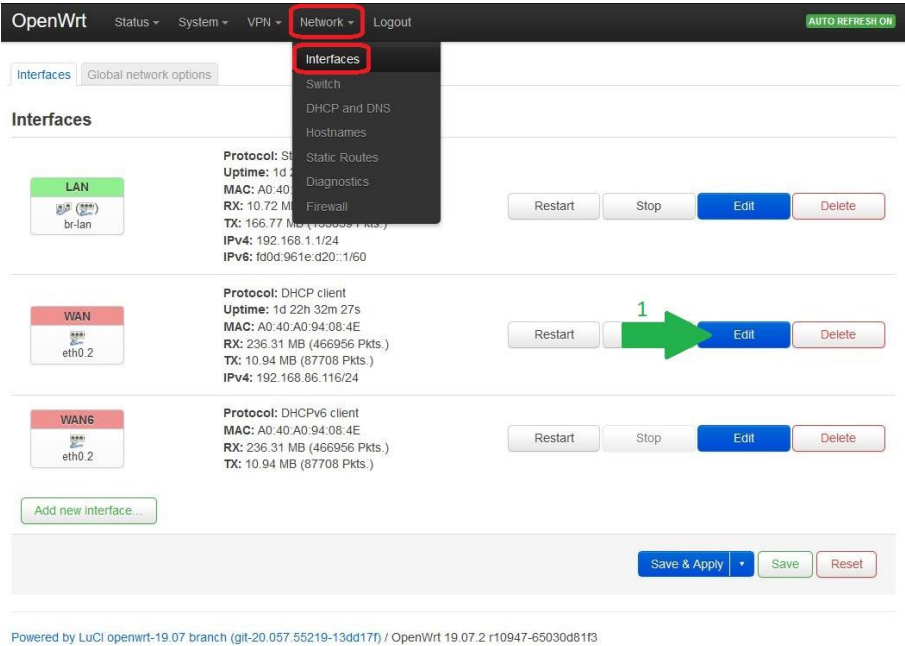 OpenWrt Status System VPN Network Logout AUTO REFRESH ON
Interfaces
Switch
DHCP and DNS
Hostnames
Static Routes
Diagnostics
Firewall
Interfaces Global network options
Interfaces
LAN
br-lan
Protocol: St
Uptime: 1d
MAC: A0:40:
RX: 10.72 M
TX: 166.77 MB
IPv4: 192.168.1.1/24
IPv6: fd0d:961e:d20::1/60
Restart Stop Edit Delete
WAN
eth0.2
Protocol: DHCP client
Uptime: 1d 22h 32m 27s
MAC: A0:40:A0:94:08:4E
RX: 236.31 MB (466956 Pkts.)
TX: 10.94 MB (87708 Pkts.)
IPv4: 192.168.86.116/24
1
Restart Edit Delete
WAN6
eth0.2
Protocol: DHCPv6 client
MAC: A0:40:A0:94:08:4E
RX: 236.31 MB (466956 Pkts.)
TX: 10.94 MB (87708 Pkts.)
Restart Stop Edit Delete
Add new interface...
Save & Apply Save Reset
Powered by LuCI openwrt-19.07 branch (git-20.057.55219-13dd17f) / OpenWrt 19.07.2 r10947-65030d81f3